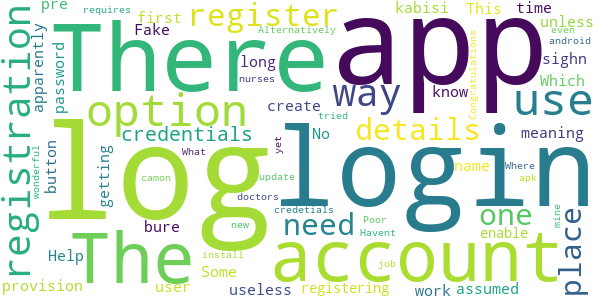 pre
requires
register
first
kabisi
This
time
Fake
Alternatively
unless
There
app
sighn
even
android
long
nurses
Which
apparently
password
option
way
use
create
know
Congratulations
registration
credentials
No
tried
details
meaning
button
log
login
What
yet
name
Where
one
apk
getting
need
place
wonderful
camon
update
doctors
credetials
enable
mine
bure
new
Poor
Havent
Help
The
account
Some
install
job
provision
user
useless
registering
work
assumed